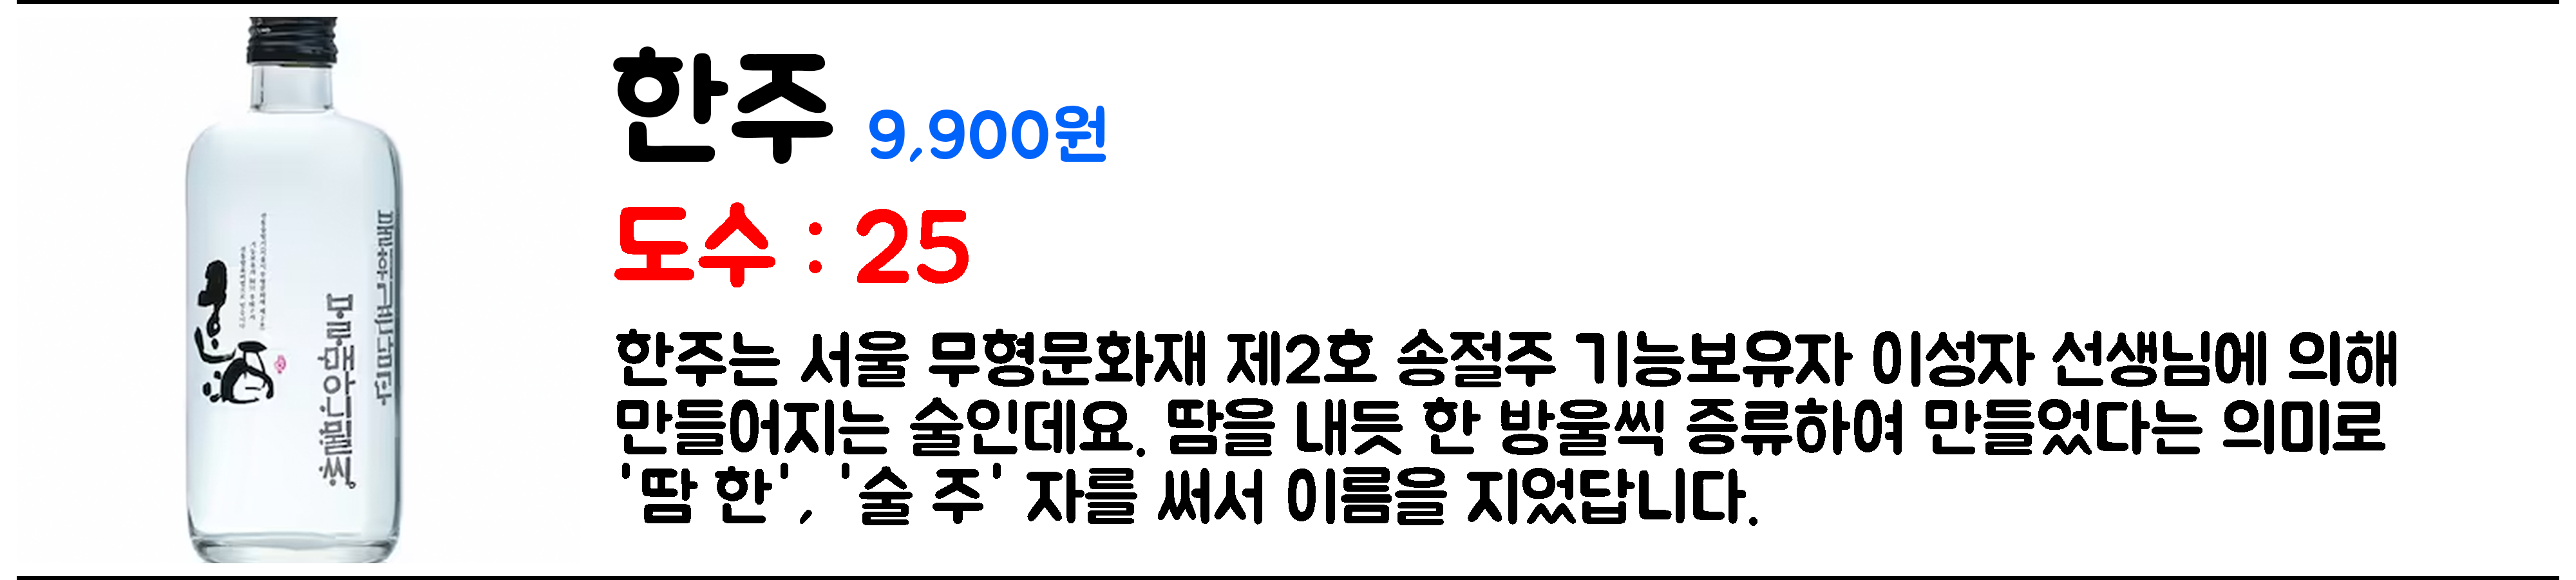 한주 9,900원
도수 : 25
한주는 서울 무형문화재 제2호 송절주 기능보유자 이성자 선생님에 의해
만들어지는 술인데요. 땀을 내듯 한 방울씩 증류하여 만들었다는 의미로
'땀 한', '술 주' 자를 써서 이름을 지었답니다.